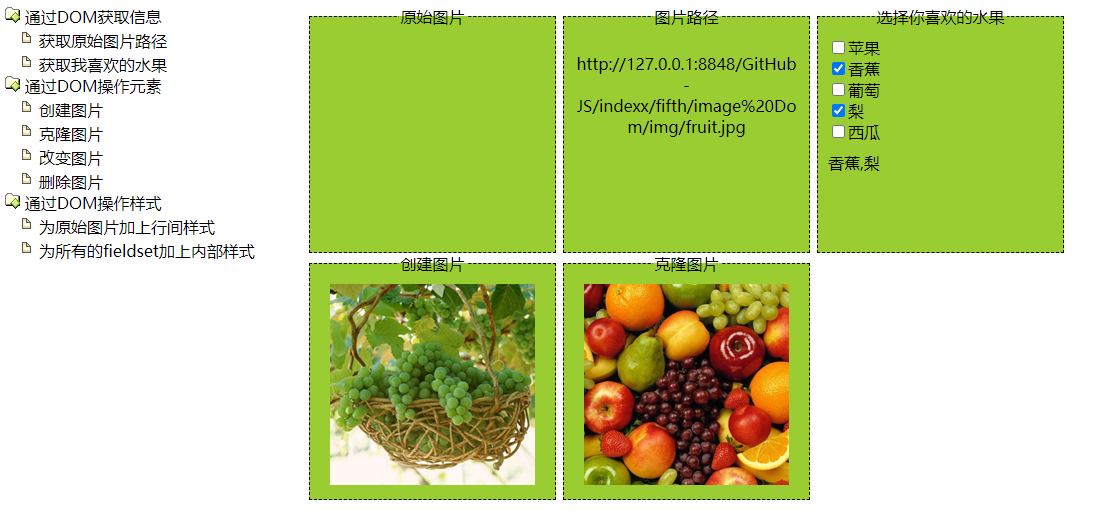 通过DOM获取信息
获取原始图片路径
获取我喜欢的水果
通过DOM操作元素
创建图片
克隆图片
改变图片
删除图片
通过DOM操作样式
为原始图片加上行间样式
为所有的fieldset加上内部样式
原始图片
图片路径
http://127.0.0.1:8848/GitHub
-
JS/indexx/fifth/image%20Do
m/img/fruit.jpg
选择你喜欢的水果
苹果
香蕉
葡萄
梨
西瓜
香蕉,梨
创建图片
克隆图片